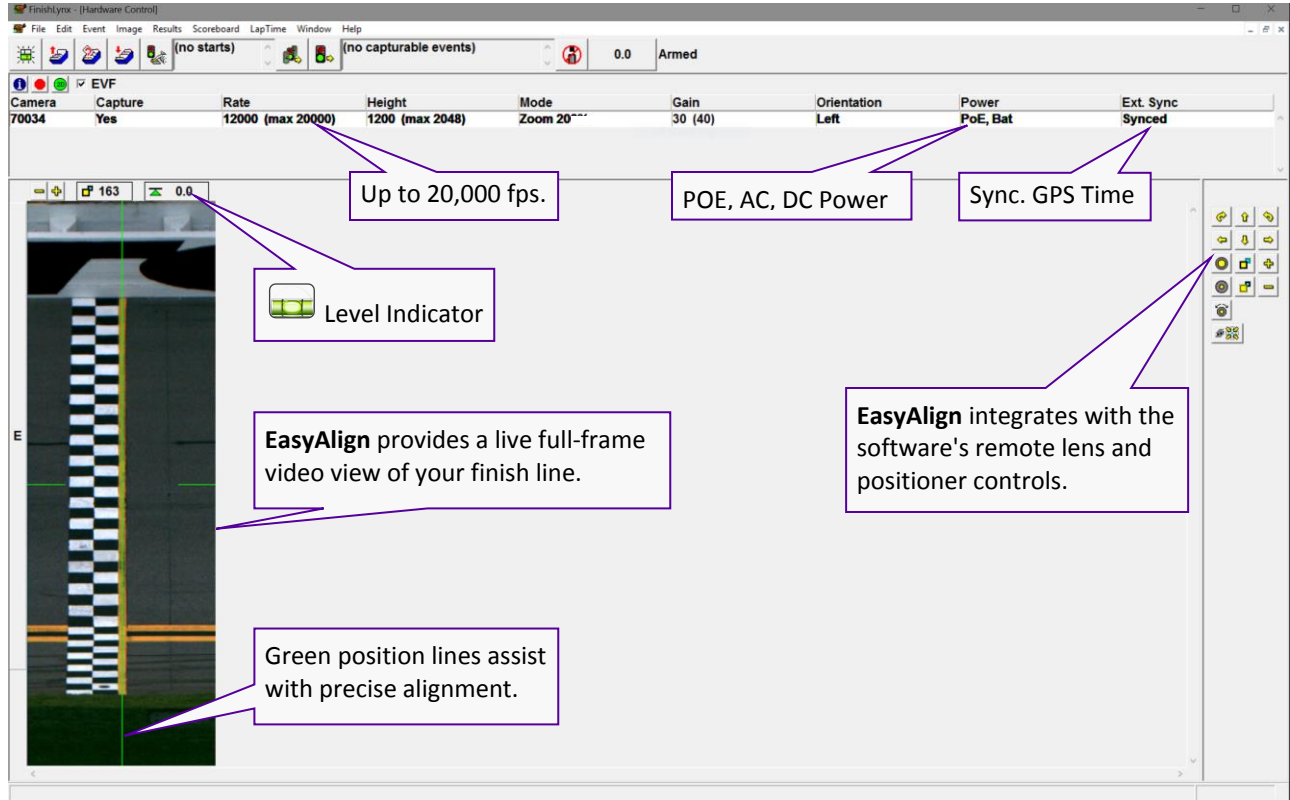 FinishLynx - [Hardware Control]
File Edit Event Image Results Scoreboard LapTime Window Help
(no starts) (no capturable events) 0.0 Armed
EVF
Camera Capture Rate Height Mode Gain Orientation Power Ext. Sync
70034 Yes 12000 (max 20000) 1200 (max 2048) Zoom 30 (40) Left PoE, Bat Synced
163 0.0
Up to 20,000 fps.
POE, AC, DC Power
Sync. GPS Time
Level Indicator
EasyAlign provides a live full-frame
video view of your finish line.
EasyAlign integrates with the
software's remote lens and
positioner controls.
E
Green position lines assist
with precise alignment.